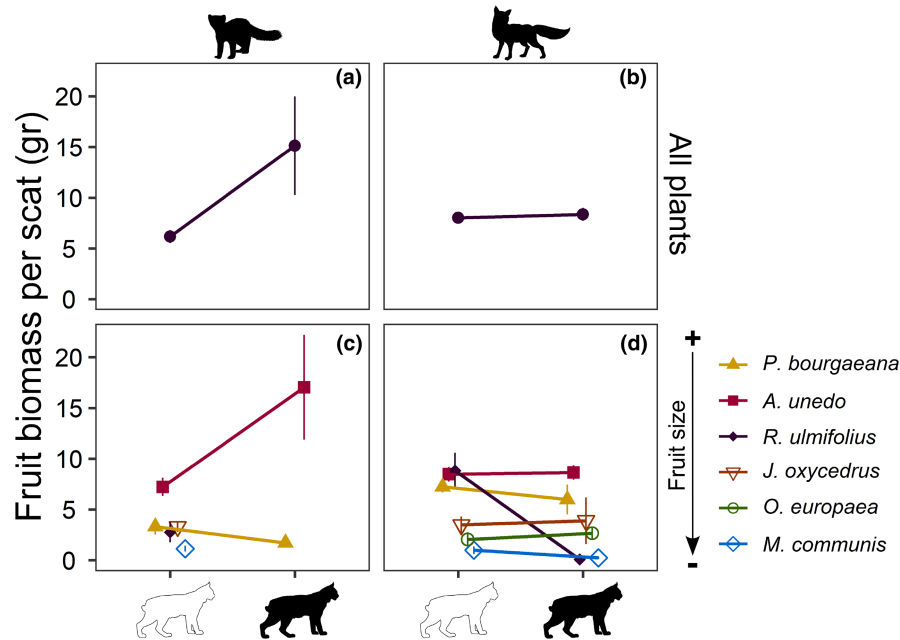 (a)
(b)
Fruit biomass per scat (gr)
20
15
10
5
0
All plants
(c)
(d)
20
15
10
5
0
+
Fruit size
-
P. bourgaeana
A. unedo
R. ulmifolius
J. oxycedrus
O. europaea
M. communis